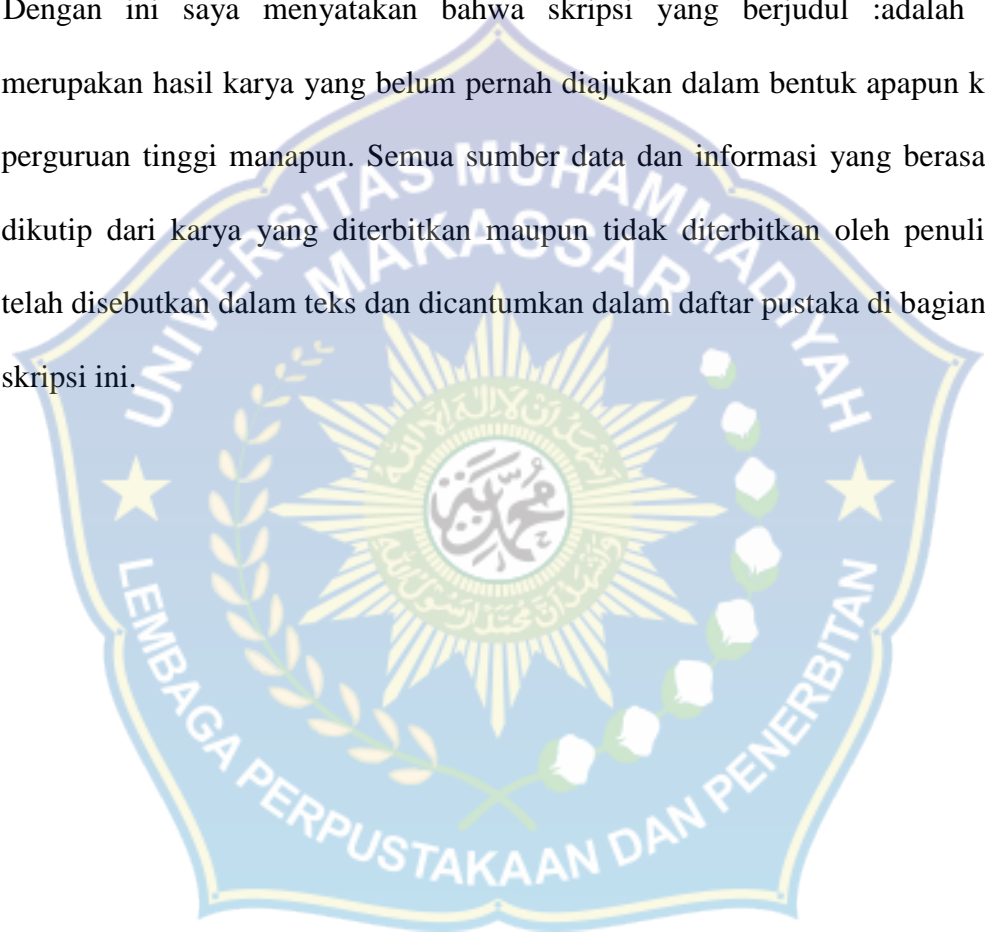 Dengan ini saya menyatakan bahwa skripsi yang berjudul :adalah
merupakan hasil karya yang belum pernah diajukan dalam bentuk apapun k
perguruan tinggi manapun. Semua sumber data dan informasi yang berasa
dikutip dari karya yang diterbitkan maupun tidak diterbitkan oleh penuli
telah disebutkan dalam teks dan dicantumkan dalam daftar pustaka di bagian
skripsi ini.
UNIVERSITAS MUHAMMADIYAH
MAKASSAR
LEMBAGA PERPUSTAKAAN DAN PENERBITAN